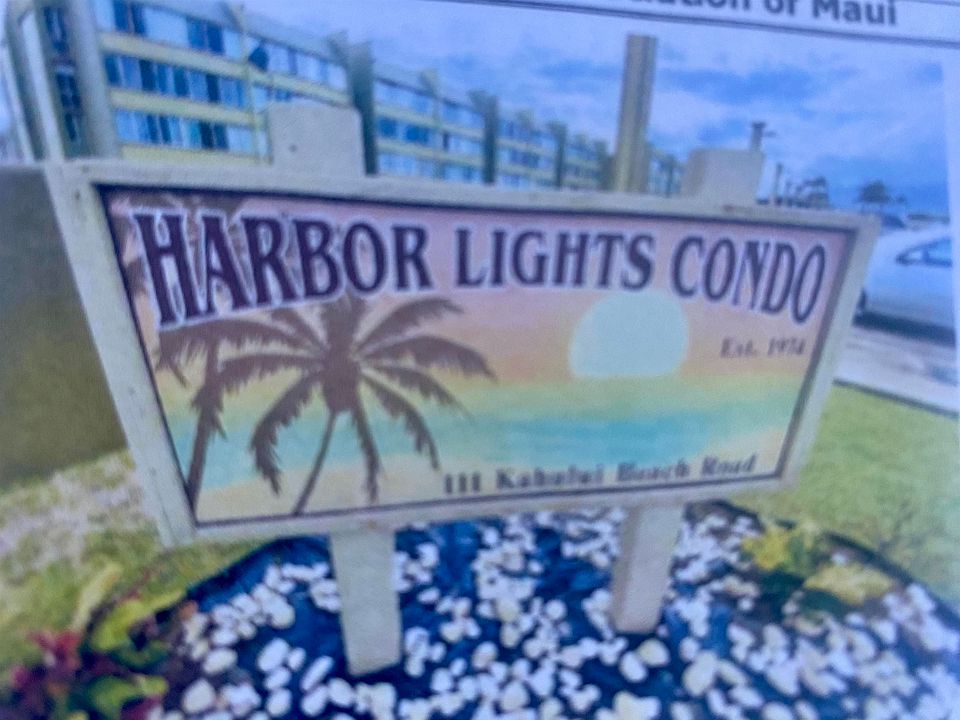 of Maui
HARBOR LIGHTS CONDO
Est. 1974
111 Kahului Beach Road